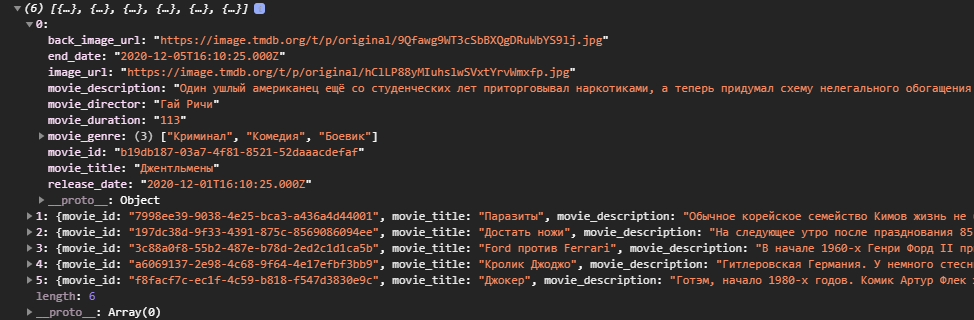 (6) [{…}, {…}, {…}, {…}, {…}, {…}] i
0:
back_image_url: "https://image.tmdb.org/t/p/original/9Qfawg9WT3cSbBXQgDRuWbYS9lj.jpg"
end_date: "2020-12-05T16:10:25.000Z"
image_url: "https://image.tmdb.org/t/p/original/hClLP88yMIuhslwSVxtYrvWmxfp.jpg"
movie_description: "Один ушлый американец ещё со студенческих лет приторговывал наркотиками, а теперь придумал схему нелегального обогащения
movie_director: "Гай Ричи"
movie_duration: "113"
movie_genre: (3) ["Криминал", "Комедия", "Боевик"]
movie_id: "b19db187-03a7-4f81-8521-52daaacdefaf"
movie_title: "Джентльмены"
release_date: "2020-12-01T16:10:25.000Z"
__proto__: Object
1: {movie_id: "7998ee39-9038-4e25-bca3-a436a4d44001", movie_title: "Паразиты", movie_description: "Обычное корейское семейство Кимов жизнь не
2: {movie_id: "197dc38d-9f33-4391-875c-8569086094ee", movie_title: "Достать ножи", movie_description: "На следующее утро после празднования 85
3: {movie_id: "3c88a0f8-55b2-487e-b78d-2ed2c1d1ca5b", movie_title: "Ford против Ferrari", movie_description: "В начале 1960-х Генри Форд II пр
4: {movie_id: "a6069137-2e98-4c68-9f64-4e17efbf3bb9", movie_title: "Кролик Джоджо", movie_description: "Гитлеровская Германия. У немного стесн
5: {movie_id: "f8facf7c-ec1f-4c59-b818-f547d3830e9c", movie_title: "Джокер", movie_description: "Готэм, начало 1980-х годов. Комик Артур Флек
length: 6
__proto__: Array(0)